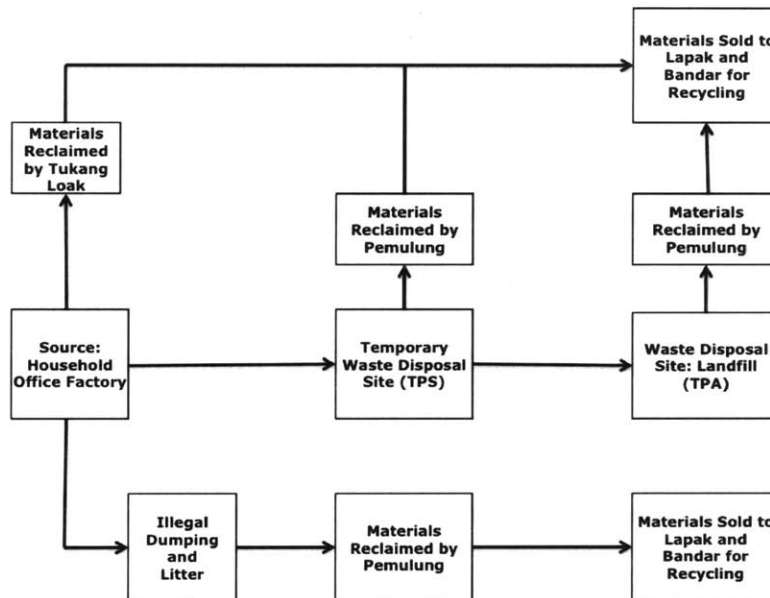 Materials Sold to
Lapak and
Bandar for
Recycling
Materials
Reclaimed
by Tukang
Loak
Materials
Reclaimed by
Pemulung
Materials
Reclaimed by
Pemulung
Source:
Household
Office Factory
Temporary
Waste Disposal
Site (TPS)
Waste Disposal
Site: Landfill
(TPA)
Illegal
Dumping
and
Litter
Materials
Reclaimed by
Pemulung
Materials Sold to
Lapak and
Bandar for
Recycling